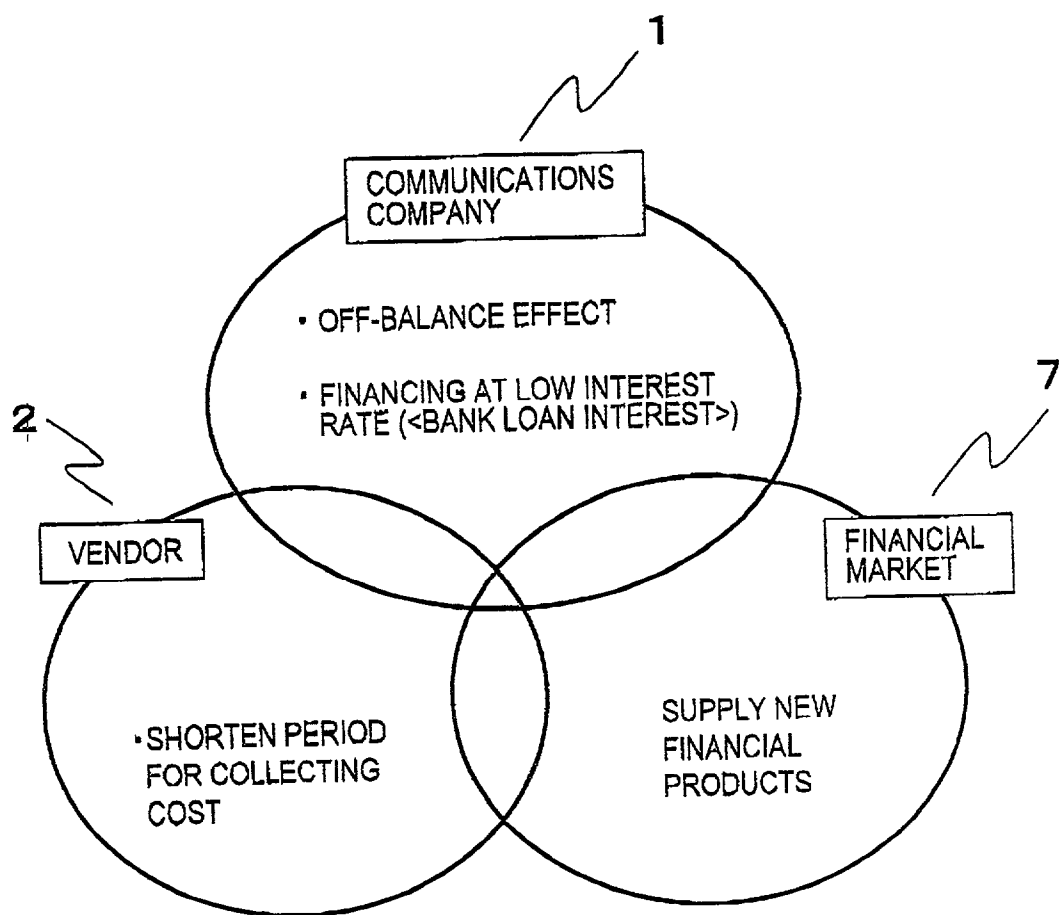 1
COMMUNICATIONS
COMPANY
· OFF-BALANCE EFFECT
· FINANCING AT LOW INTEREST
RATE (<BANK LOAN INTEREST>)
2
VENDOR
· SHORTEN PERIOD
FOR COLLECTING
COST
7
FINANCIAL
MARKET
SUPPLY NEW
FINANCIAL
PRODUCTS